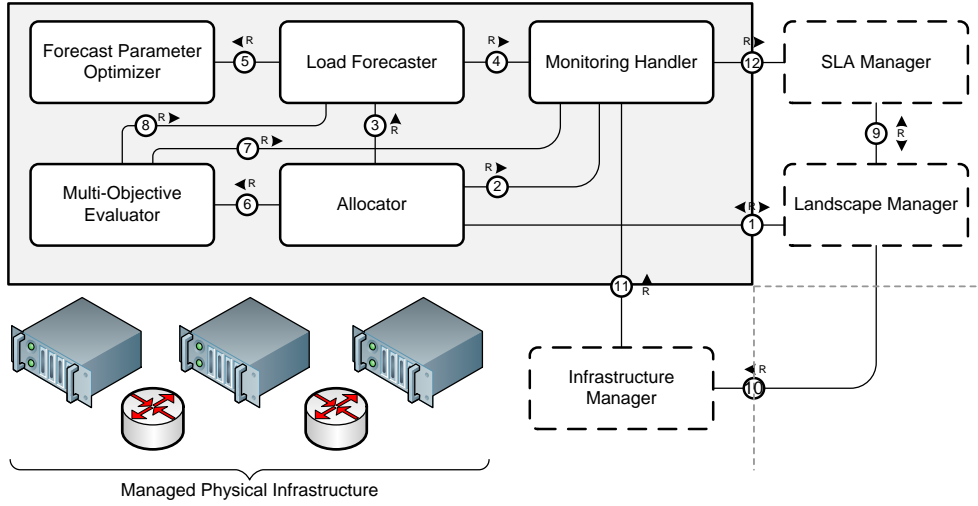 Forecast Parameter
Optimizer
R
5
Load Forecaster
R
4
Monitoring Handler
R
12
SLA Manager
8
R
3
R
7
R
9
R
Multi-Objective
Evaluator
R
6
Allocator
R
2
R
1
Landscape Manager
11
R
Infrastructure
Manager
R
10
Managed Physical Infrastructure